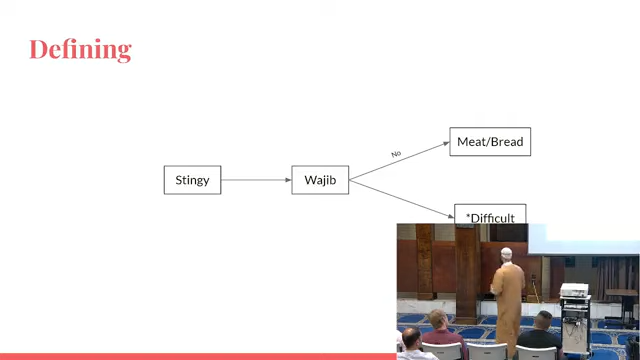 Defining
No
Meat/Bread
Stingy
Wajib
*Difficult